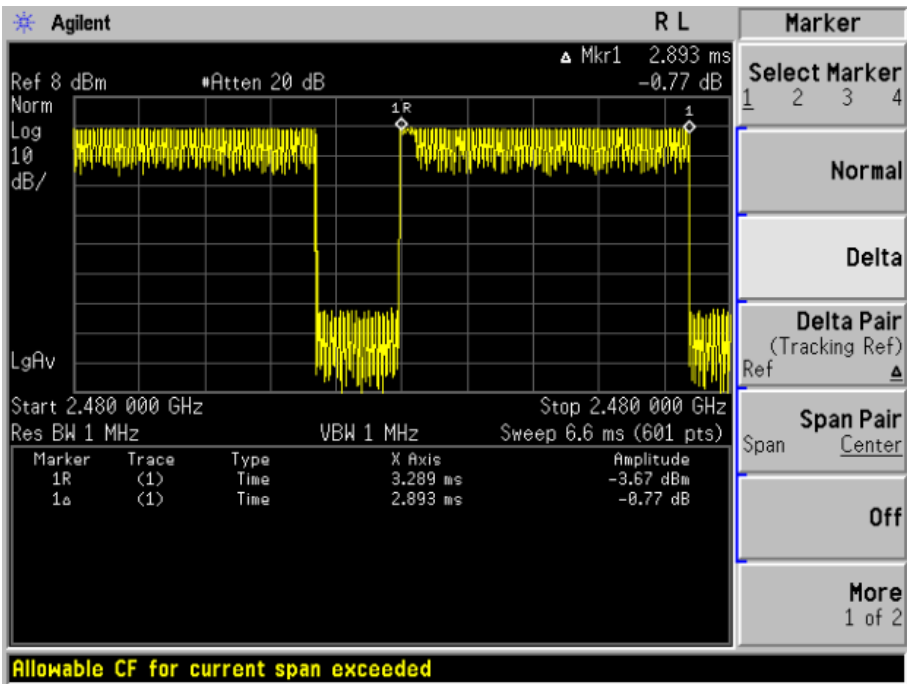 Agilent R L Marker
Δ Mkr1 2.893 ms
Ref 8 dBm #Atten 20 dB -0.77 dB
Select Marker
1 2 3 4
Norm
1R 1
Log
10
dB/
Normal
Delta
Delta Pair
(Tracking Ref)
Ref Δ
LgAv
Start 2.480 000 GHz Stop 2.480 000 GHz
Res BW 1 MHz VBW 1 MHz Sweep 6.6 ms (601 pts)
Span Pair
Span Center
Marker Trace Type X Axis Amplitude
1R (1) Time 3.289 ms -3.67 dBm
1Δ (1) Time 2.893 ms -0.77 dB
Off
More
1 of 2
Allowable CF for current span exceeded